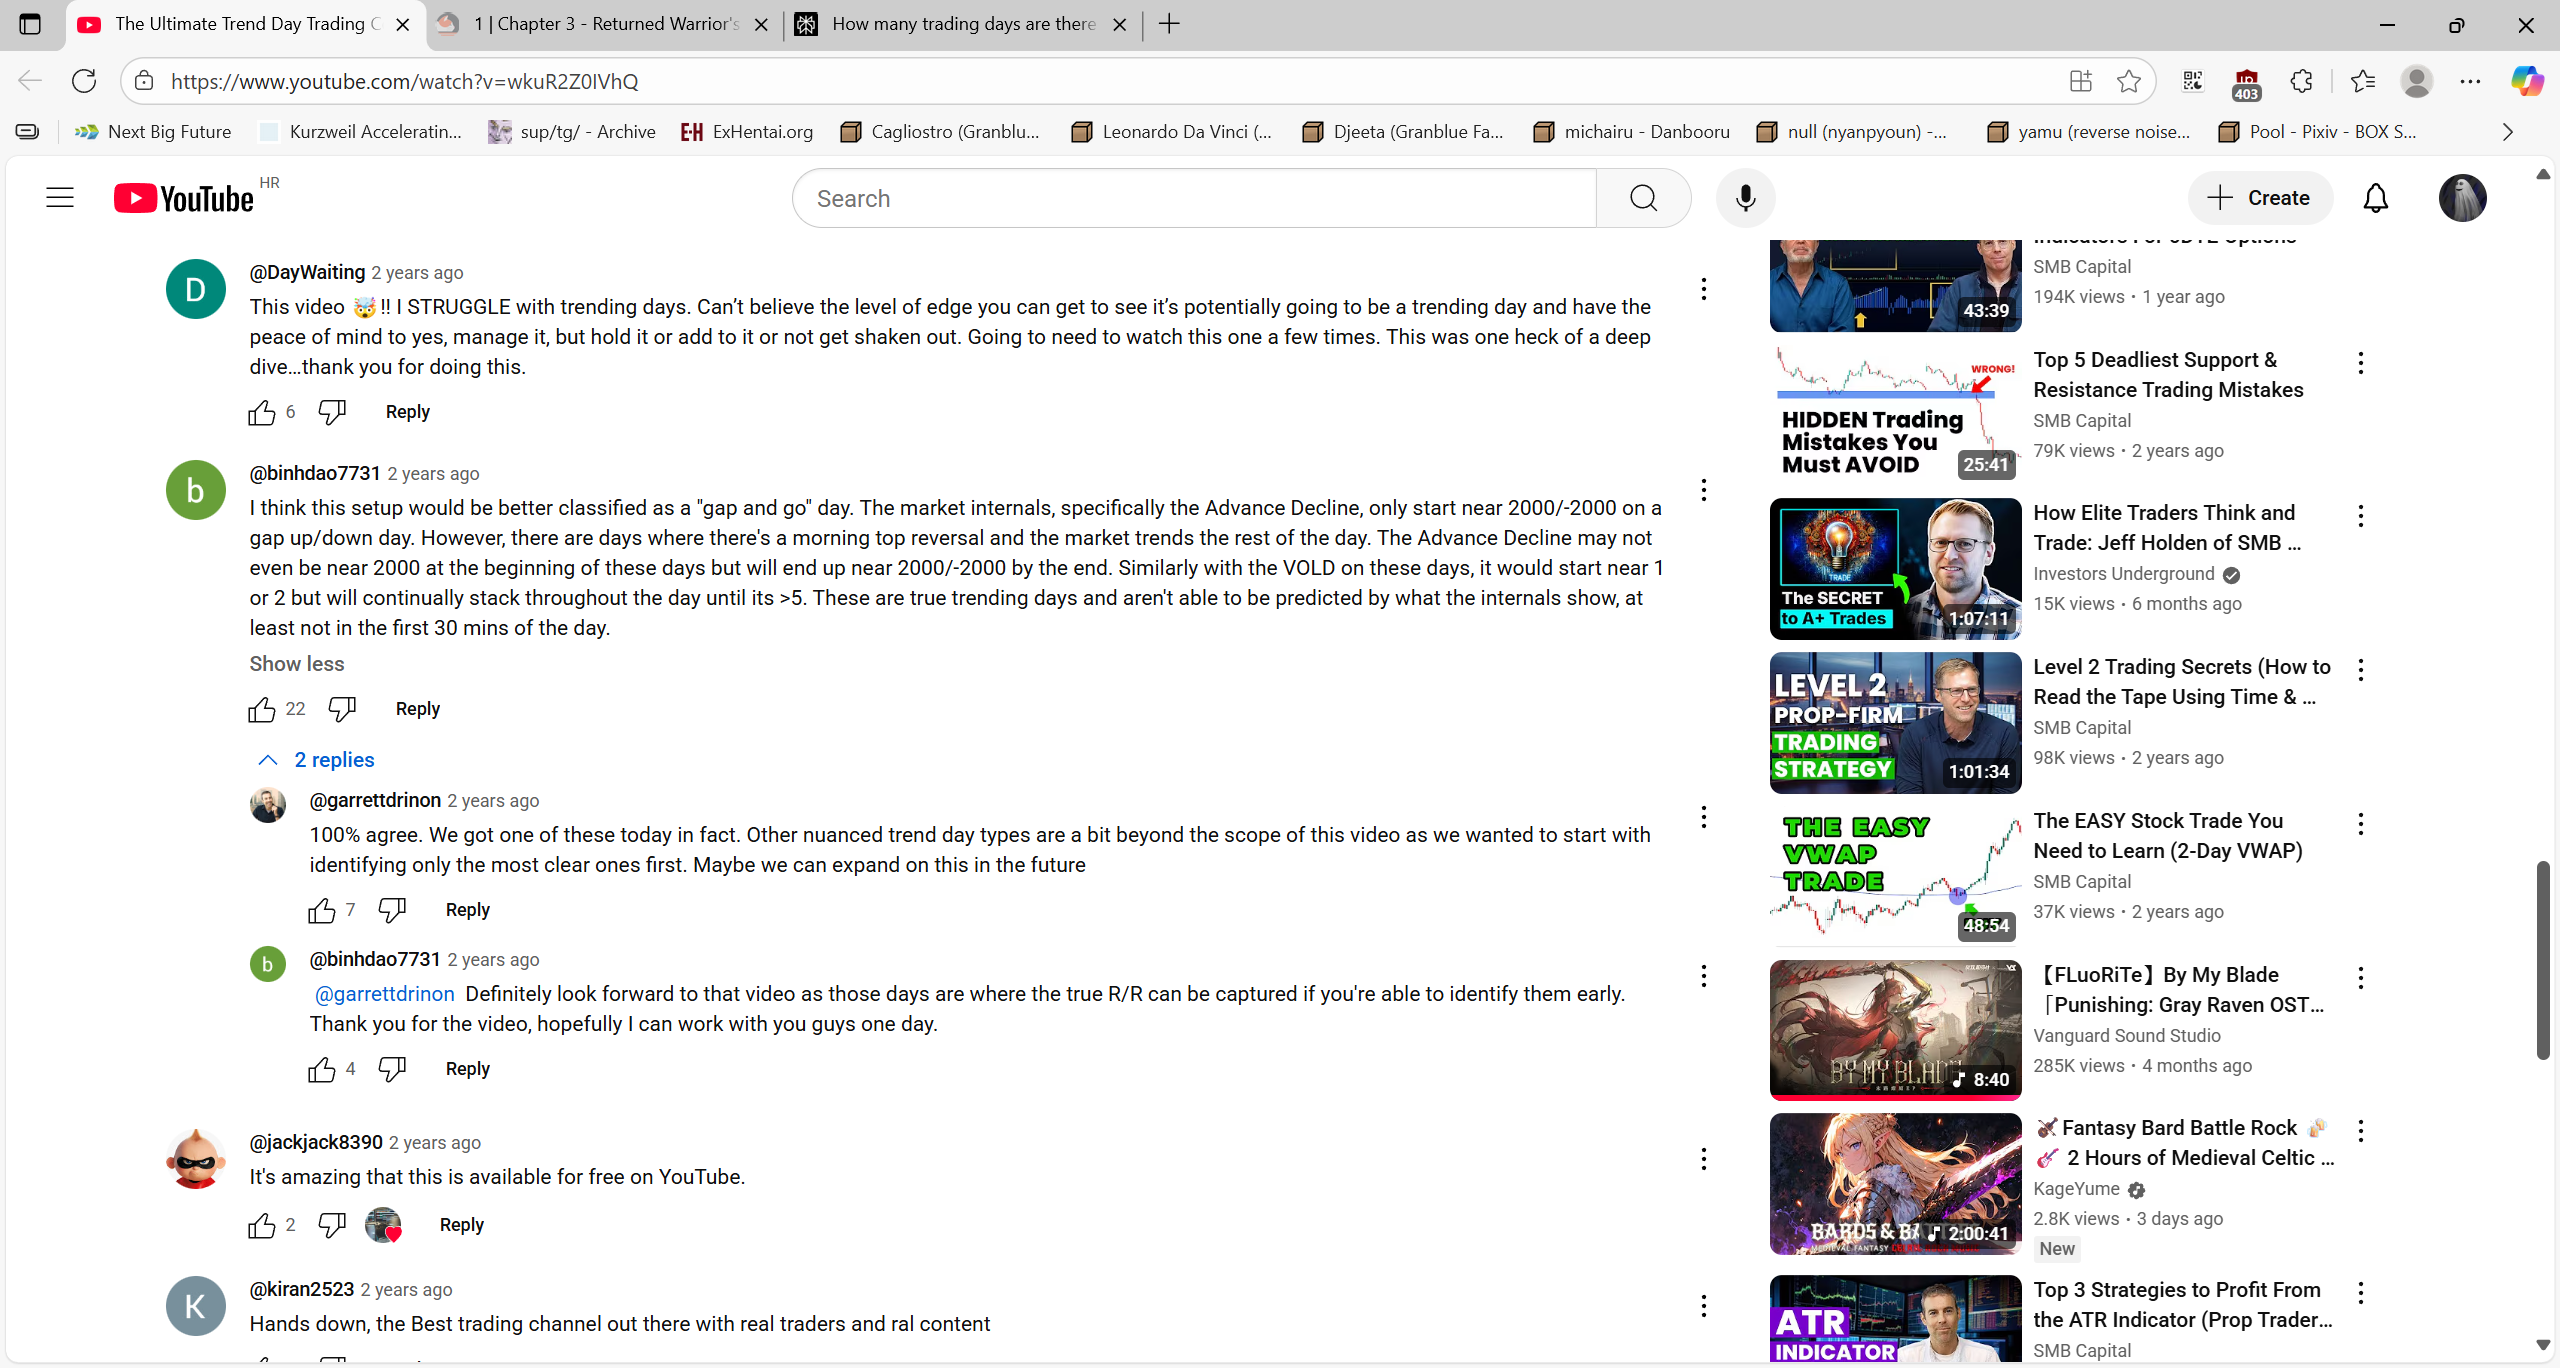 The Ultimate Trend Day Trading C
1 | Chapter 3 - Returned Warrior's
How many trading days are there
https://www.youtube.com/watch?v=wkuR2Z0IVhQ
403
Next Big Future
Kurzweil Acceleratin...
sup/tg/ - Archive
E-H ExHentai.org
Cagliostro (Granblu...
Leonardo Da Vinci (...
Djeeta (Granblue Fa...
michairu - Danbooru
null (nyanpyoun) -...
yamu (reverse noise...
Pool - Pixiv - BOX S...
YouTube HR
Search
Create
D
@DayWaiting 2 years ago
This video 🤯!! I STRUGGLE with trending days. Can’t believe the level of edge you can get to see it’s potentially going to be a trending day and have the
peace of mind to yes, manage it, but hold it or add to it or not get shaken out. Going to need to watch this one a few times. This was one heck of a deep
dive…thank you for doing this.
6 Reply
b
@binhdao7731 2 years ago
I think this setup would be better classified as a "gap and go" day. The market internals, specifically the Advance Decline, only start near 2000/-2000 on a
gap up/down day. However, there are days where there's a morning top reversal and the market trends the rest of the day. The Advance Decline may not
even be near 2000 at the beginning of these days but will end up near 2000/-2000 by the end. Similarly with the VOLD on these days, it would start near 1
or 2 but will continually stack throughout the day until its >5. These are true trending days and aren't able to be predicted by what the internals show, at
least not in the first 30 mins of the day.
Show less
22 Reply
2 replies
@garrettdrinon 2 years ago
100% agree. We got one of these today in fact. Other nuanced trend day types are a bit beyond the scope of this video as we wanted to start with
identifying only the most clear ones first. Maybe we can expand on this in the future
7 Reply
b
@binhdao7731 2 years ago
@garrettdrinon Definitely look forward to that video as those days are where the true R/R can be captured if you're able to identify them early.
Thank you for the video, hopefully I can work with you guys one day.
4 Reply
@jackjack8390 2 years ago
It's amazing that this is available for free on YouTube.
2 Reply
K
@kiran2523 2 years ago
Hands down, the Best trading channel out there with real traders and ral content
43:39
Indicators For 0DTE Options
SMB Capital
194K views • 1 year ago
WRONG!
HIDDEN Trading
Mistakes You
Must AVOID
25:41
Top 5 Deadliest Support &
Resistance Trading Mistakes
SMB Capital
79K views • 2 years ago
TRADE
The SECRET
to A+ Trades
1:07:11
How Elite Traders Think and
Trade: Jeff Holden of SMB ...
Investors Underground
15K views • 6 months ago
LEVEL 2
PROP-FIRM
TRADING
STRATEGY
1:01:34
Level 2 Trading Secrets (How to
Read the Tape Using Time & ...
SMB Capital
98K views • 2 years ago
THE EASY
VWAP
TRADE
48:54
The EASY Stock Trade You
Need to Learn (2-Day VWAP)
SMB Capital
37K views • 2 years ago
BY MY BLADE
8:40
【FLuoRiTe】By My Blade
「Punishing: Gray Raven OST...
Vanguard Sound Studio
285K views • 4 months ago
BARDS & BATT
MEDIEVAL FANTASY
2:00:41
🎻Fantasy Bard Battle Rock 🍻
🎸 2 Hours of Medieval Celtic ...
KageYume
2.8K views • 3 days ago
New
ATR
INDICATOR
Top 3 Strategies to Profit From
the ATR Indicator (Prop Trader...
SMB Capital